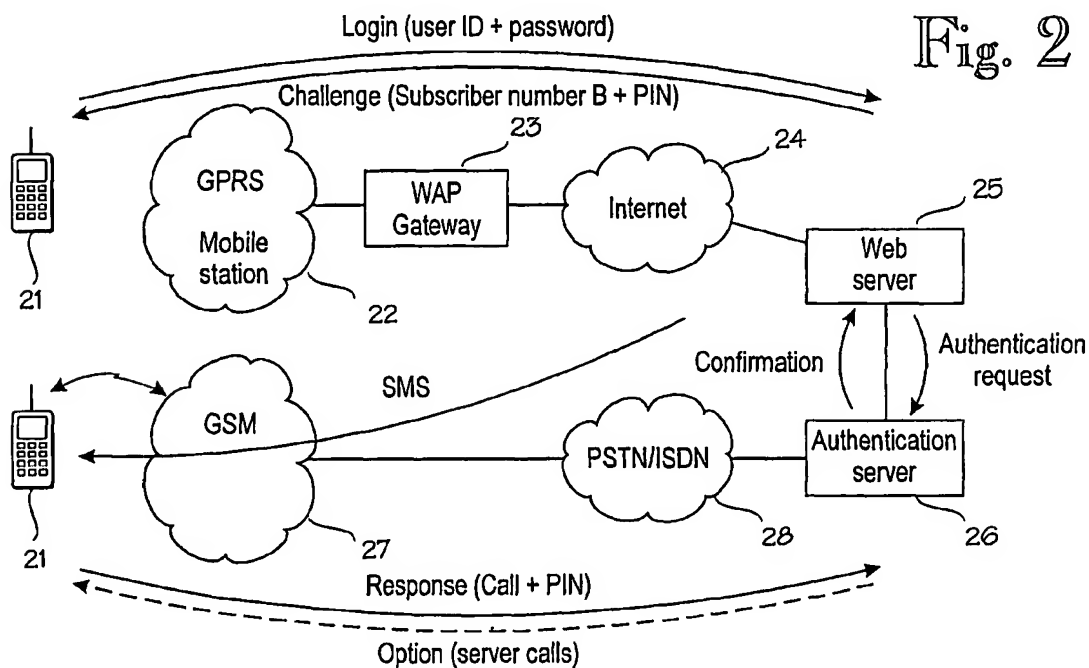 Login (user ID + password)
Fig. 2
Challenge (Subscriber number B + PIN)
23
24
GPRS
WAP
Gateway
Internet
25
Mobile
station
Web
server
21
22
SMS
Confirmation
Authentication
request
GSM
PSTN/ISDN
Authentication
server
21
27
28
26
Response (Call + PIN)
Option (server calls)